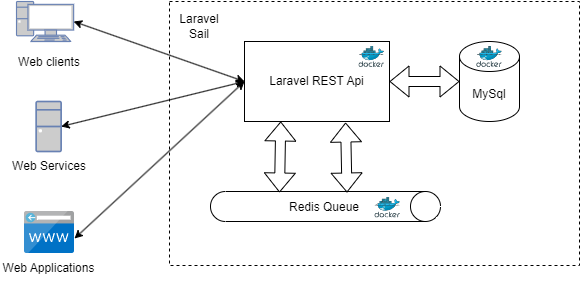 Laravel
Sail
Web clients
docker
docker
Laravel REST Api
MySql
Web Services
Redis Queue
docker
WWW
Web Applications